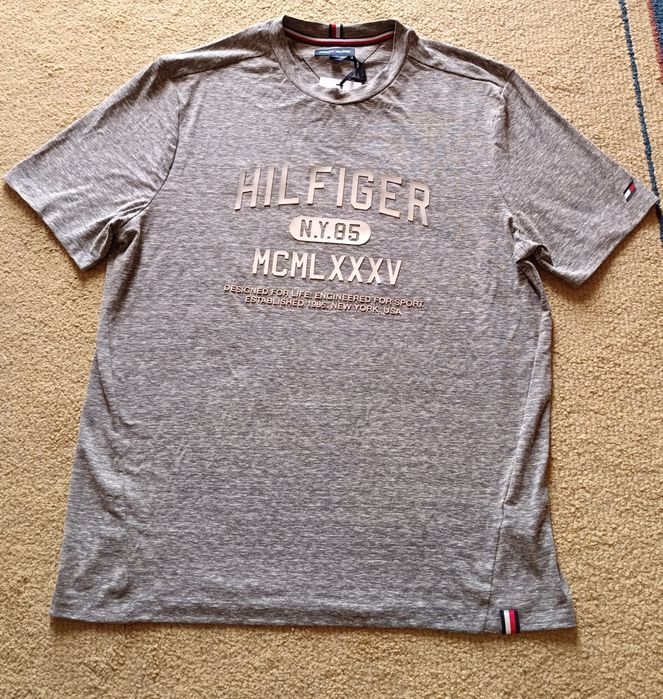 HILFIGER
N.Y.85
MCMLXXXV
DESIGNED FOR LIFE. ENGINEERED FOR SPORT.
ESTABLISHED 1985. NEW YORK, USA